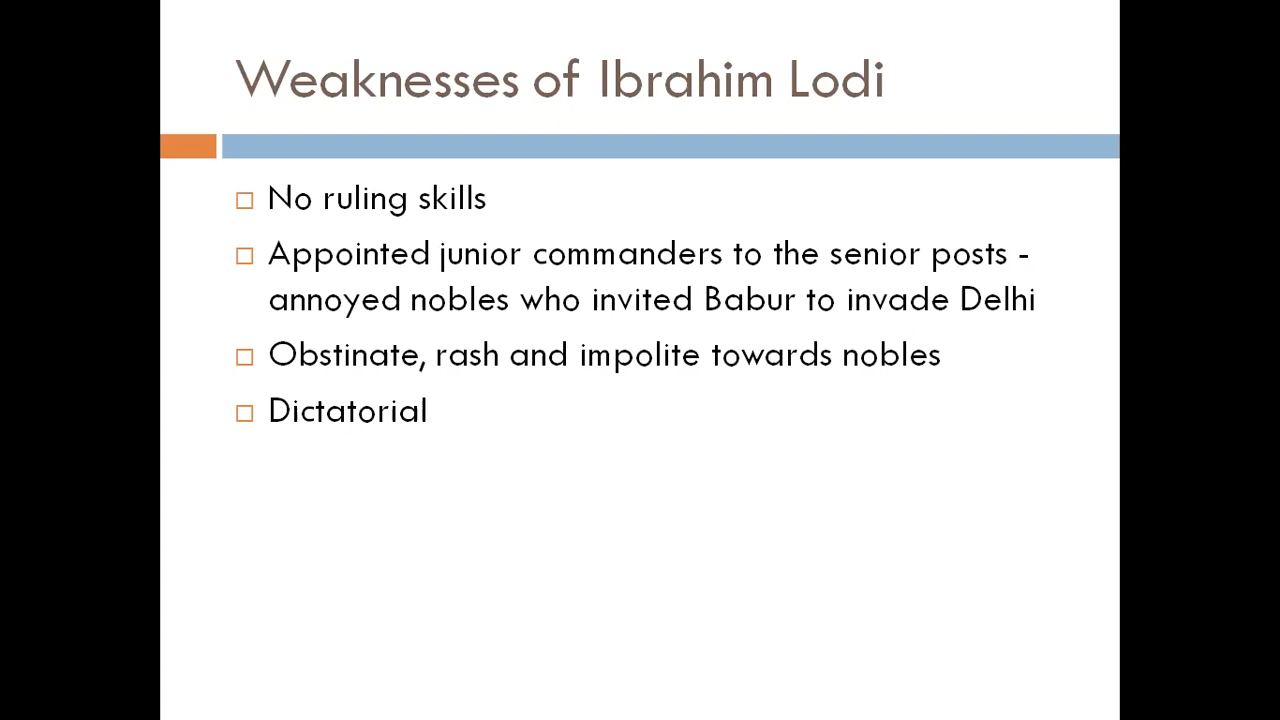 Weaknesses of Ibrahim Lodi
No ruling skills
Appointed junior commanders to the senior posts -
annoyed nobles who invited Babur to invade Delhi
Obstinate, rash and impolite towards nobles
Dictatorial